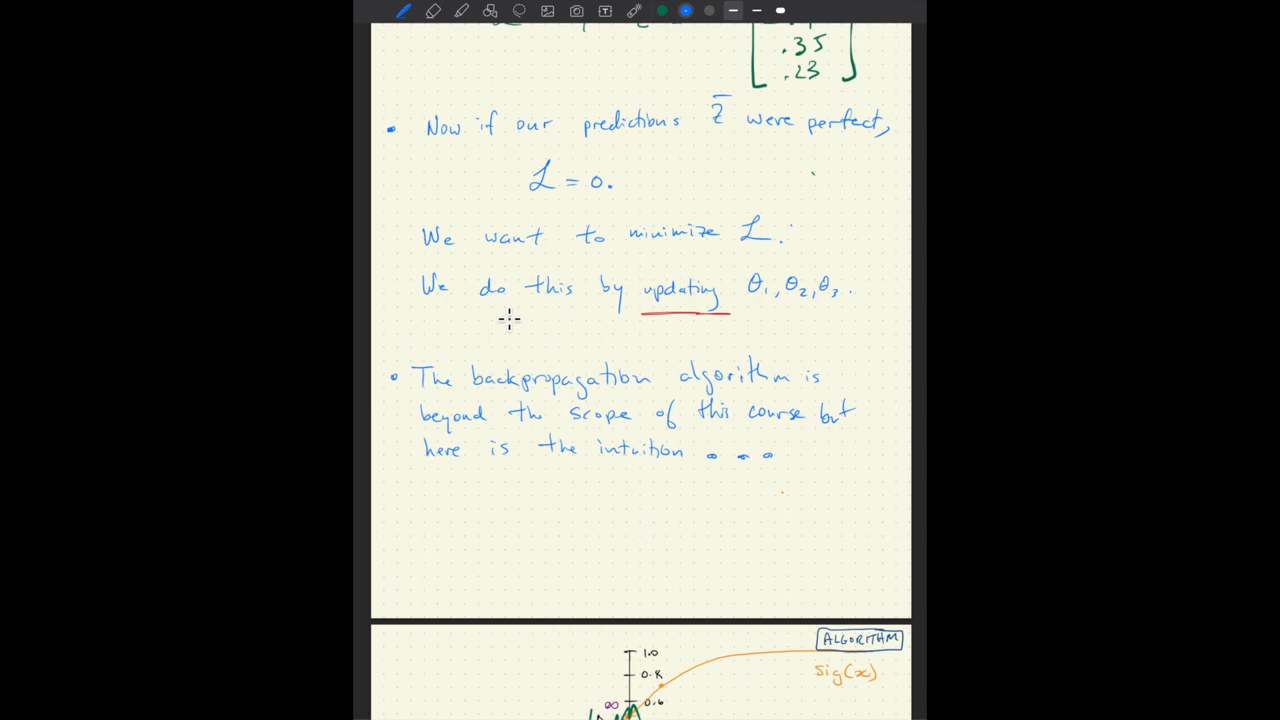 .35
.23
• Now if our predictions z̄ were perfect,
ℒ = 0.
We want to minimize ℒ.
We do this by updating θ₁, θ₂, θ₃.
• The backpropagation algorithm is
beyond the scope of this course but
here is the intuition ...
ALGORITHM
1.0
sig(x)
0.8
∞ 0.6